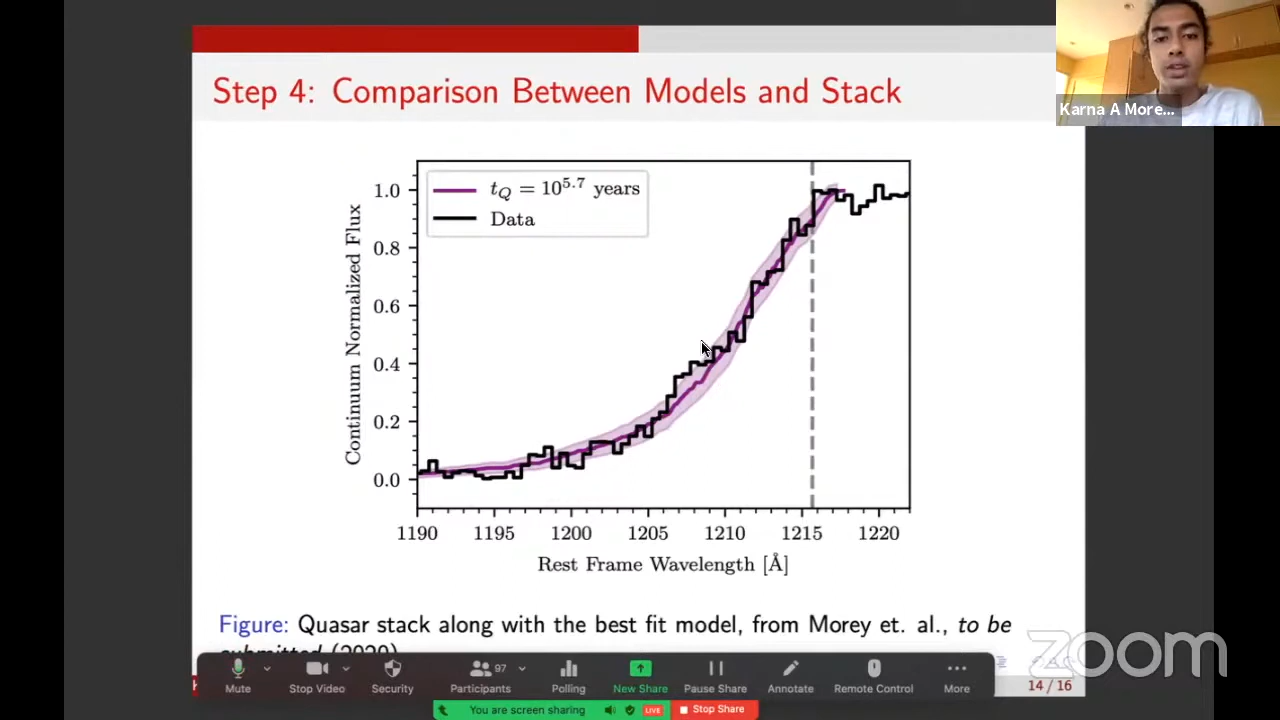 Step 4: Comparison Between Models and Stack
Karna A More...
t_Q = 10^5.7 years
Data
Continuum Normalized Flux
1.0
0.8
0.6
0.4
0.2
0.0
1190 1195 1200 1205 1210 1215 1220
Rest Frame Wavelength [Å]
Figure: Quasar stack along with the best fit model, from Morey et. al., to be
submitted (2020)
zoom
97
Mute Stop Video Security Participants Polling New Share Pause Share Annotate Remote Control More
14 / 16
You are screen sharing LIVE Stop Share